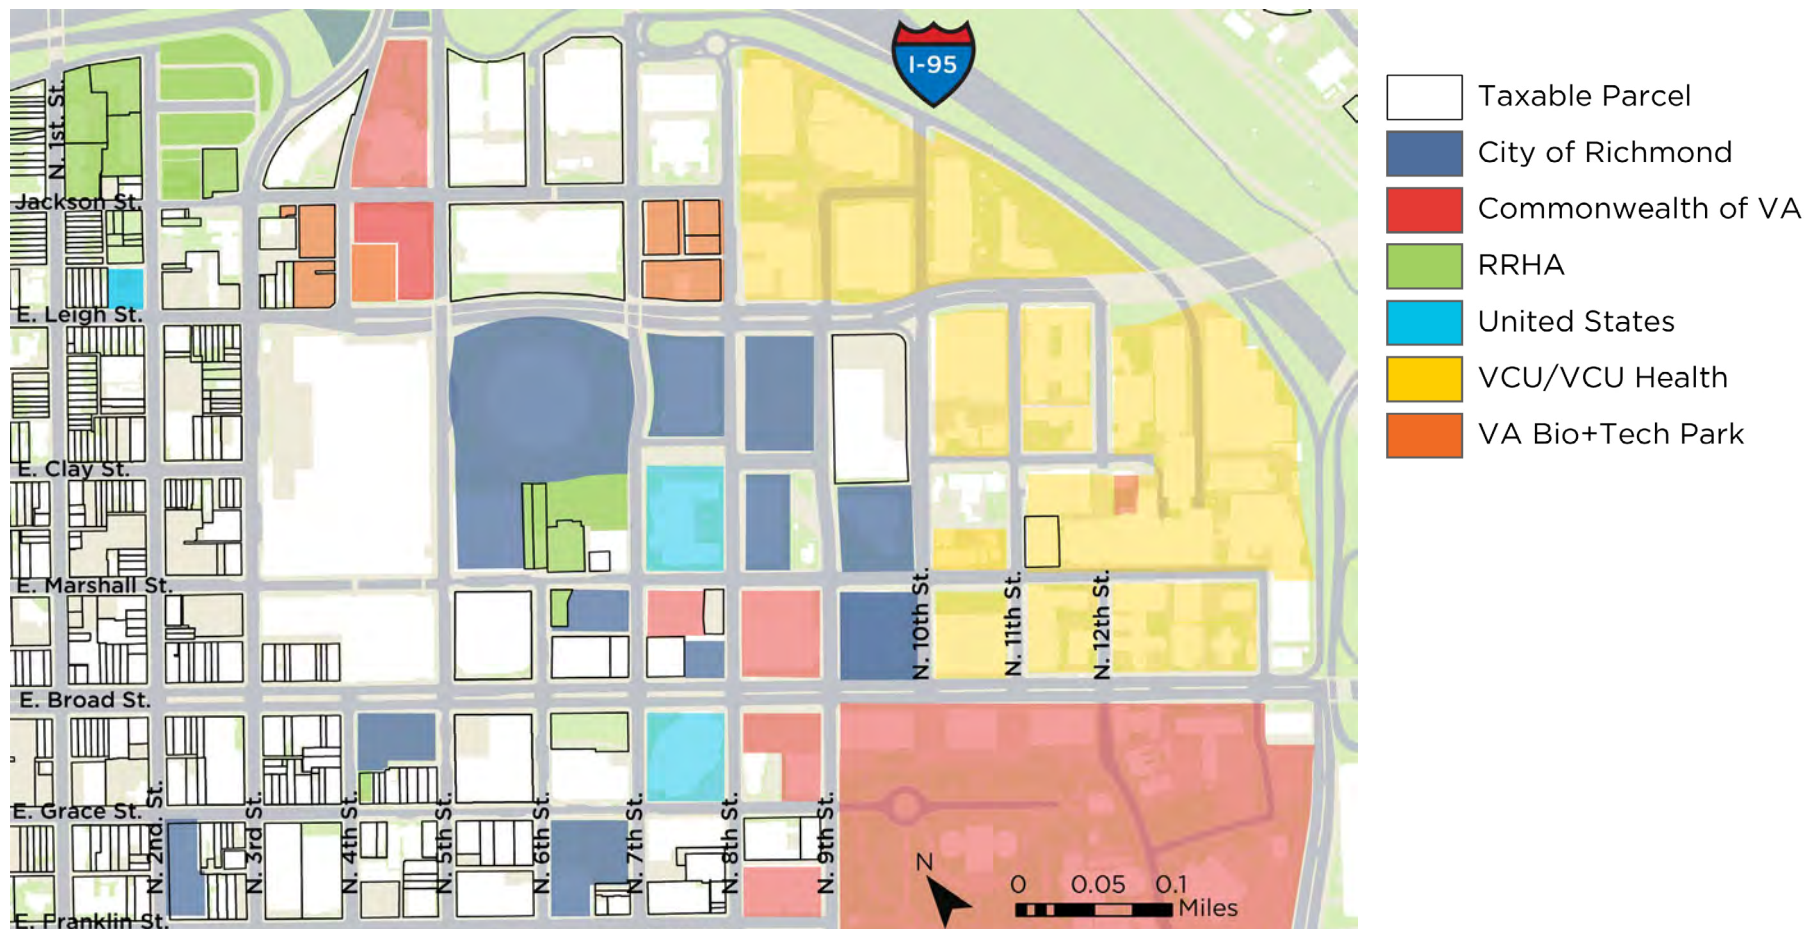 I-95
N. 1st. St.
Jackson St.
E. Leigh St.
E. Clay St.
E. Marshall St.
N. 10th St.
N. 11th St.
N. 12th St.
E. Broad St.
E. Grace St.
N. 2nd. St.
N. 3rd St.
N. 4th St.
N. 5th St.
N. 6th St.
N. 7th St.
N. 8th St.
N. 9th St.
E. Franklin St.
N
0 0.05 0.1
Miles
Taxable Parcel
City of Richmond
Commonwealth of VA
RRHA
United States
VCU/VCU Health
VA Bio+Tech Park